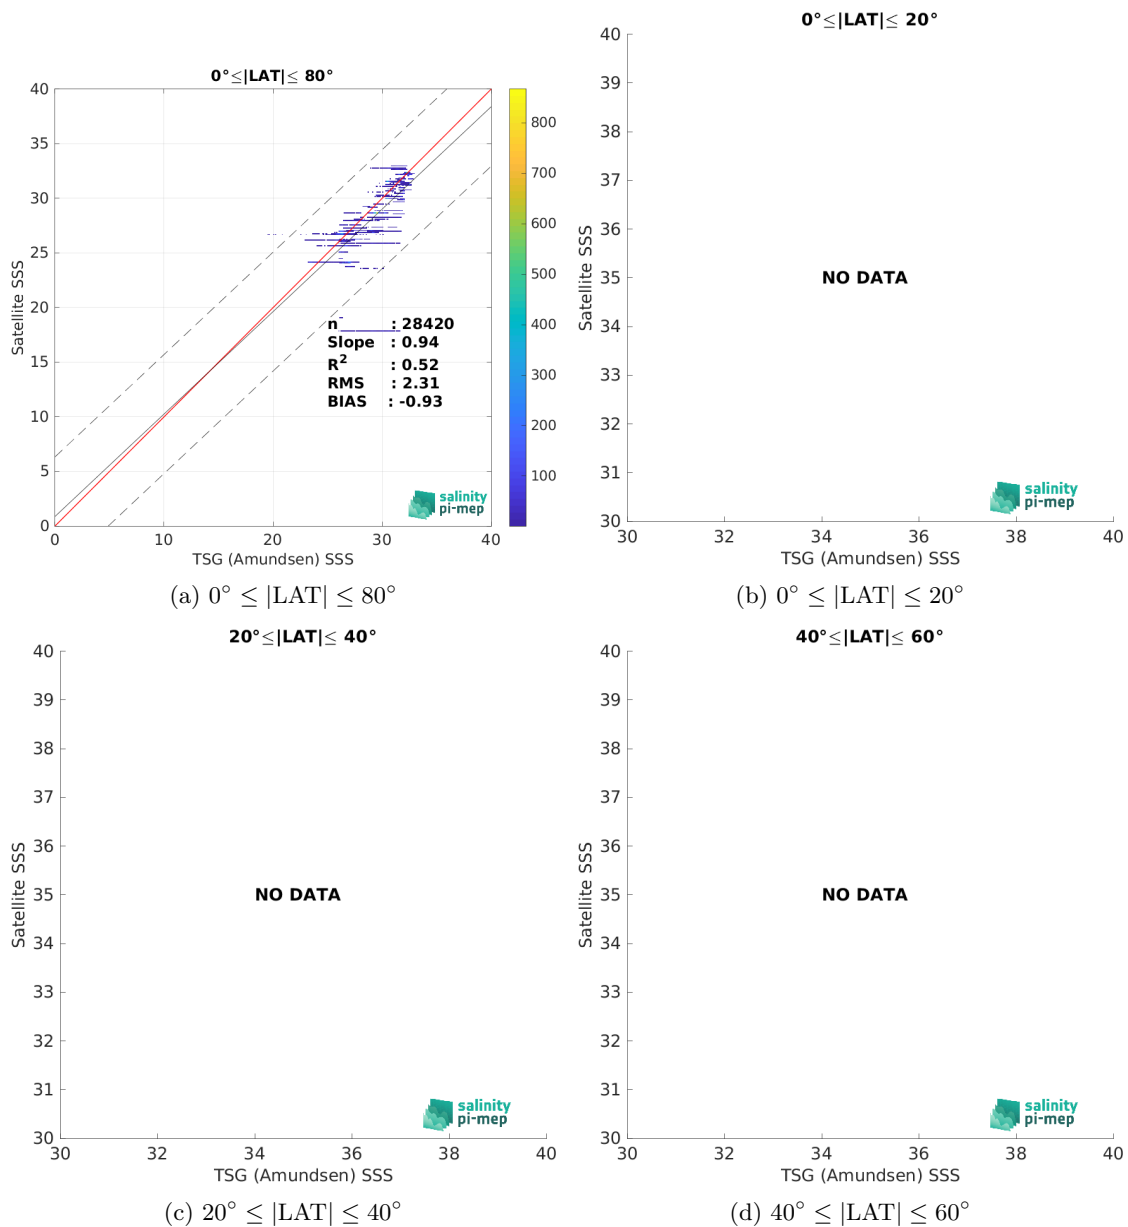 0°≤|LAT|≤ 80°
40
35
30
25
20
15
10
5
0
0
10
20
30
40
800
700
600
500
400
300
200
100
Satellite SSS
TSG (Amundsen) SSS
n : 28420
Slope : 0.94
R² : 0.52
RMS : 2.31
BIAS : -0.93
salinity
pi-mep
(a) 0° ≤ |LAT| ≤ 80°
0°≤|LAT|≤ 20°
40
39
38
37
36
35
34
33
32
31
30
30
32
34
36
38
40
Satellite SSS
TSG (Amundsen) SSS
NO DATA
salinity
pi-mep
(b) 0° ≤ |LAT| ≤ 20°
20°≤|LAT|≤ 40°
40
39
38
37
36
35
34
33
32
31
30
30
32
34
36
38
40
Satellite SSS
TSG (Amundsen) SSS
NO DATA
salinity
pi-mep
(c) 20° ≤ |LAT| ≤ 40°
40°≤|LAT|≤ 60°
40
39
38
37
36
35
34
33
32
31
30
30
32
34
36
38
40
Satellite SSS
TSG (Amundsen) SSS
NO DATA
salinity
pi-mep
(d) 40° ≤ |LAT| ≤ 60°